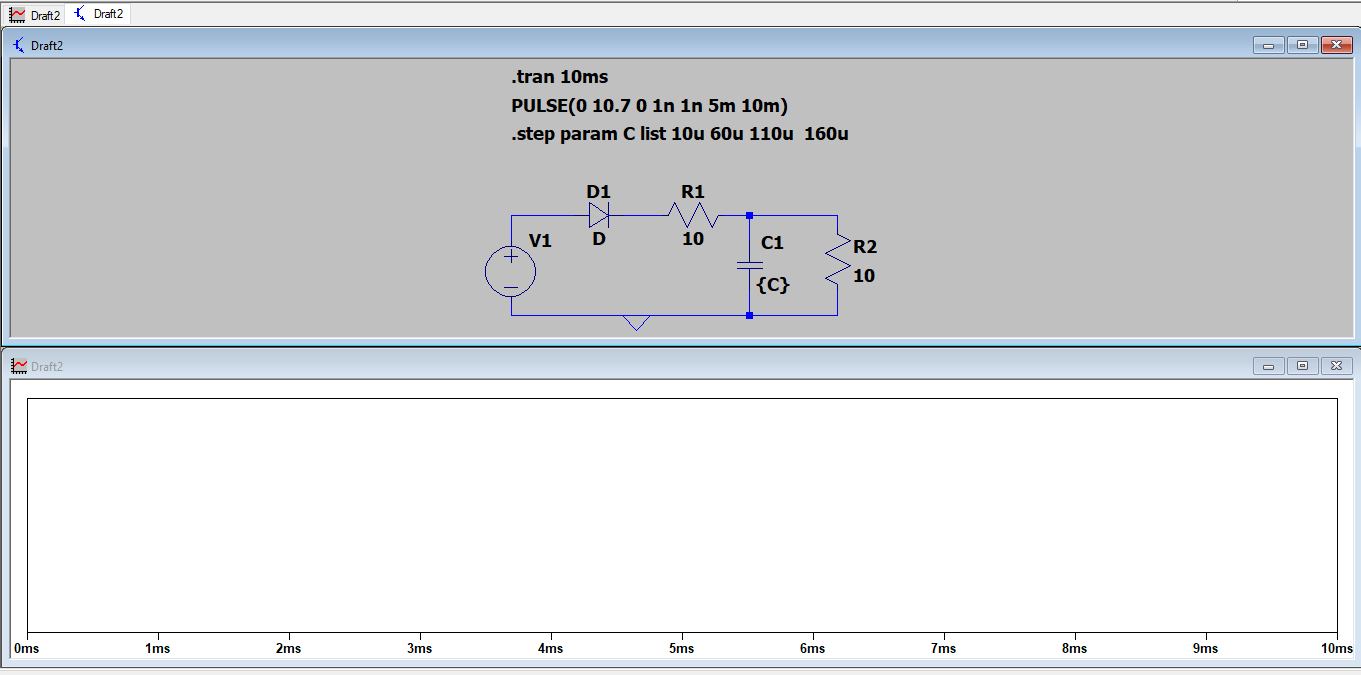 Draft2 Draft2
Draft2
.tran 10ms
PULSE(0 10.7 0 1n 1n 5m 10m)
.step param C list 10u 60u 110u  160u
D1 R1
V1 D 10 C1 R2
{C} 10
Draft2
0ms 1ms 2ms 3ms 4ms 5ms 6ms 7ms 8ms 9ms 10ms